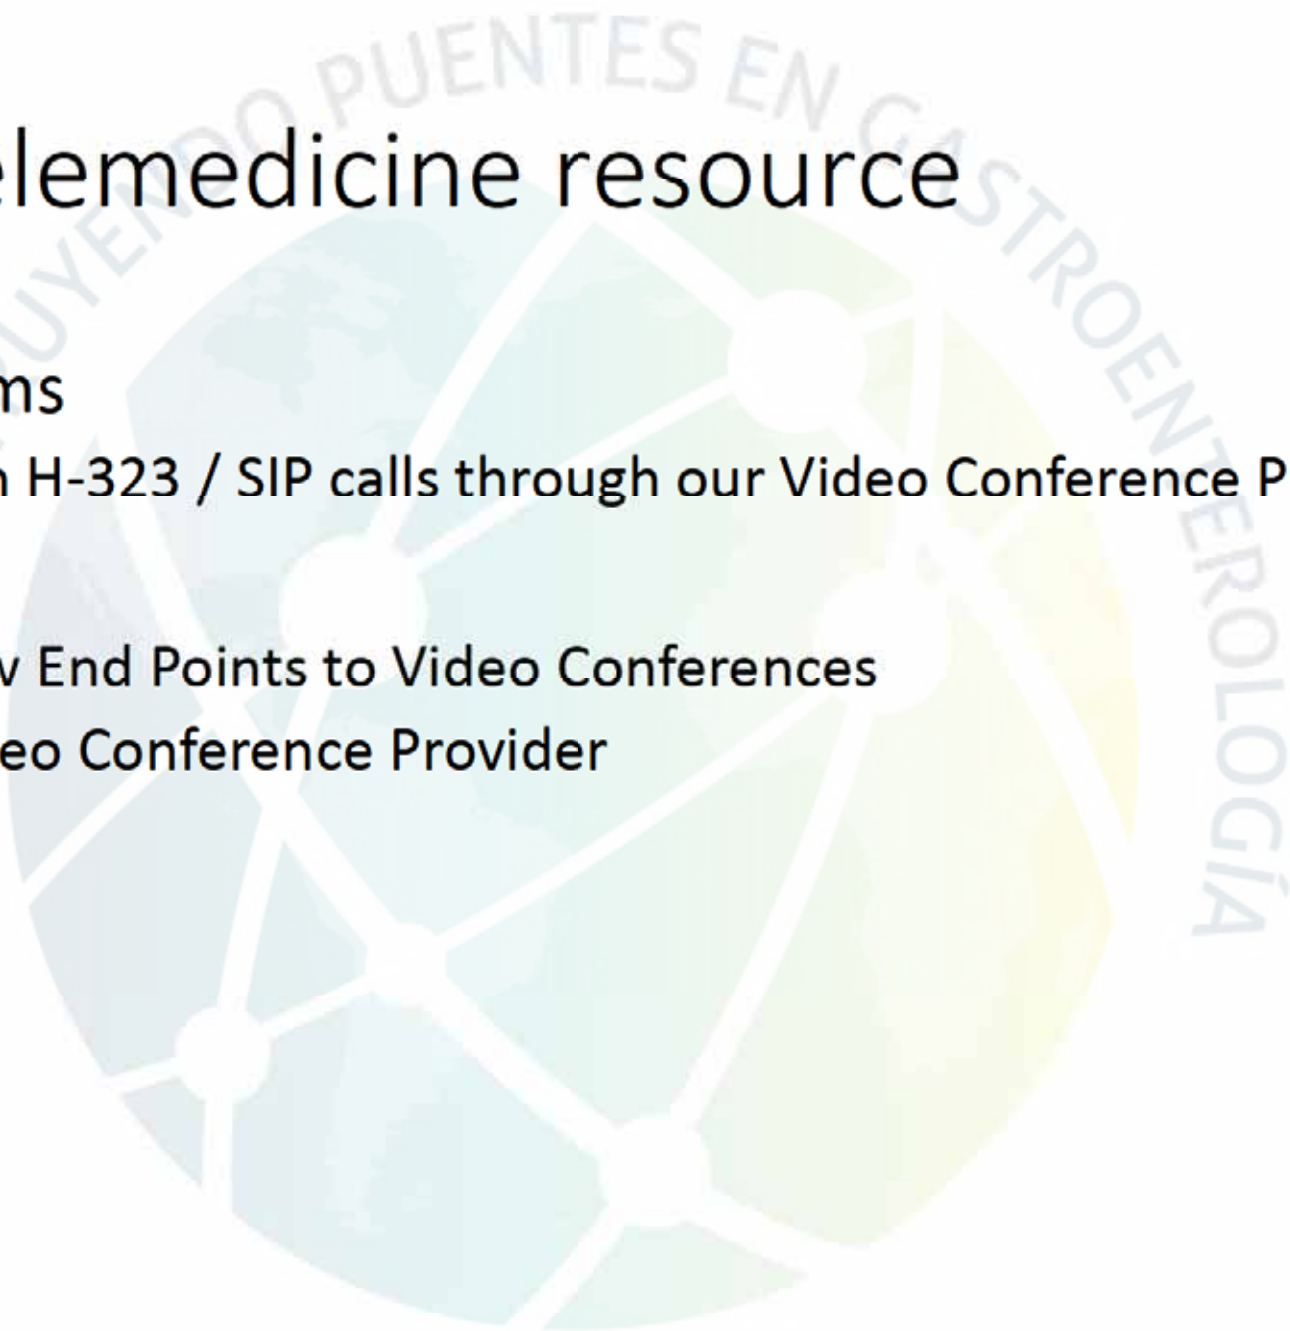 PUENTES EN GASTROENTEROLOGÍA
elemedicine resource
ms
H-323 / SIP calls through our Video Conference P
End Points to Video Conferences
eo Conference Provider